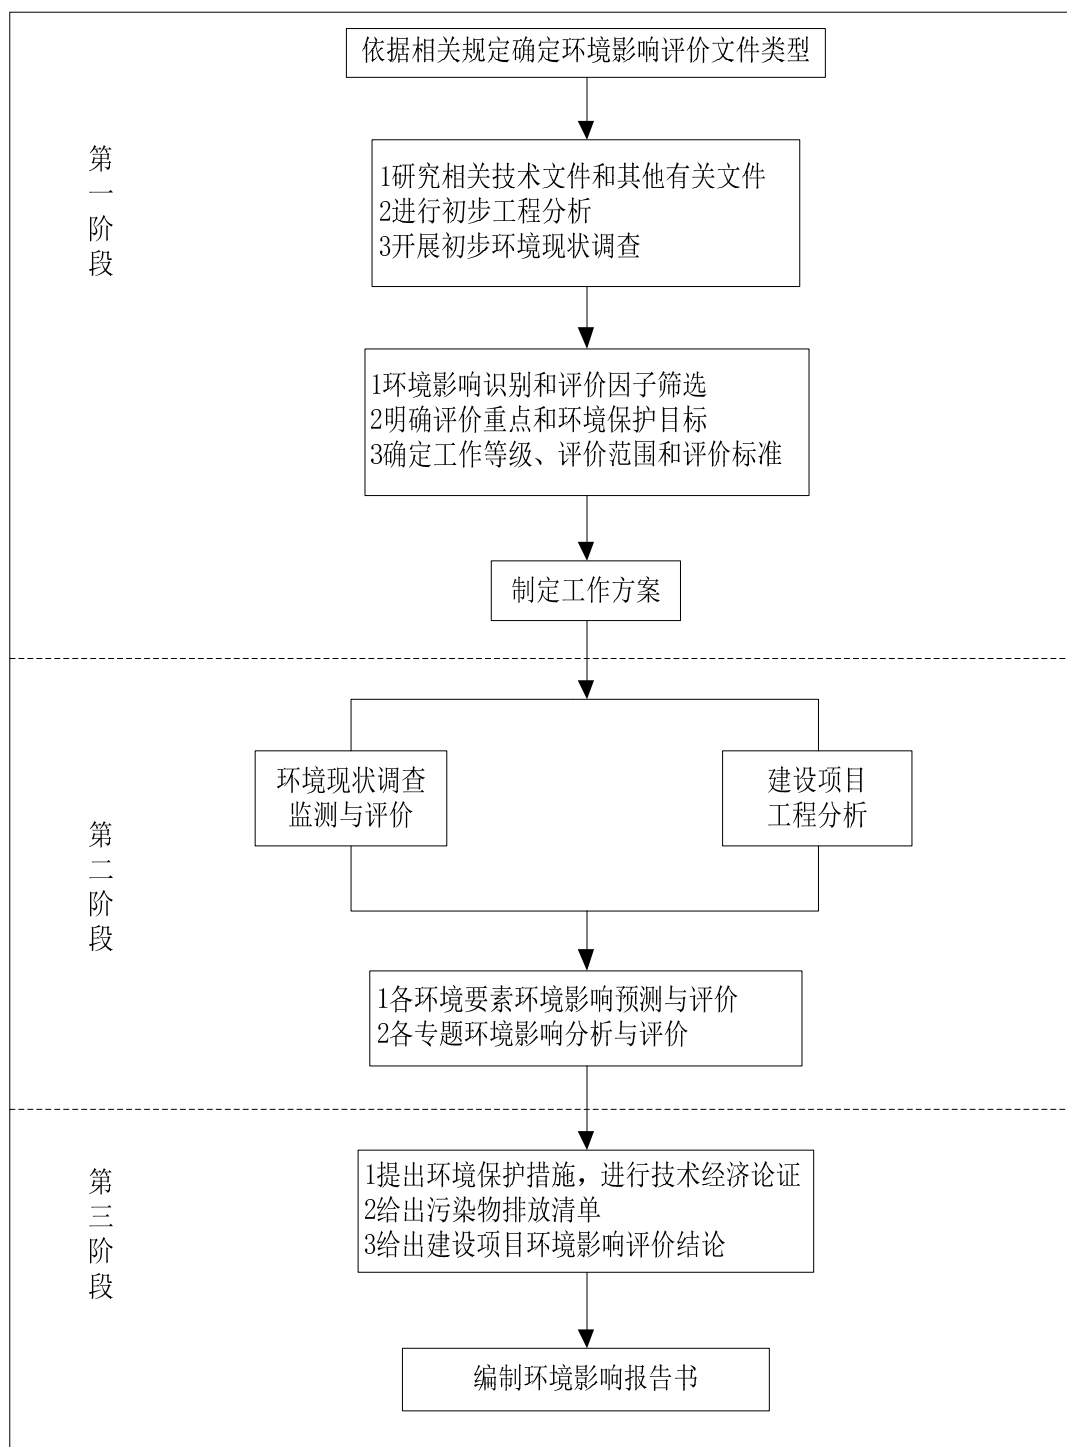 依据相关规定确定环境影响评价文件类型
第一阶段
1研究相关技术文件和其他有关文件
2进行初步工程分析
3开展初步环境现状调查
1环境影响识别和评价因子筛选
2明确评价重点和环境保护目标
3确定工作等级、评价范围和评价标准
制定工作方案
第二阶段
环境现状调查
监测与评价
建设项目
工程分析
1各环境要素环境影响预测与评价
2各专题环境影响分析与评价
第三阶段
1提出环境保护措施，进行技术经济论证
2给出污染物排放清单
3给出建设项目环境影响评价结论
编制环境影响报告书